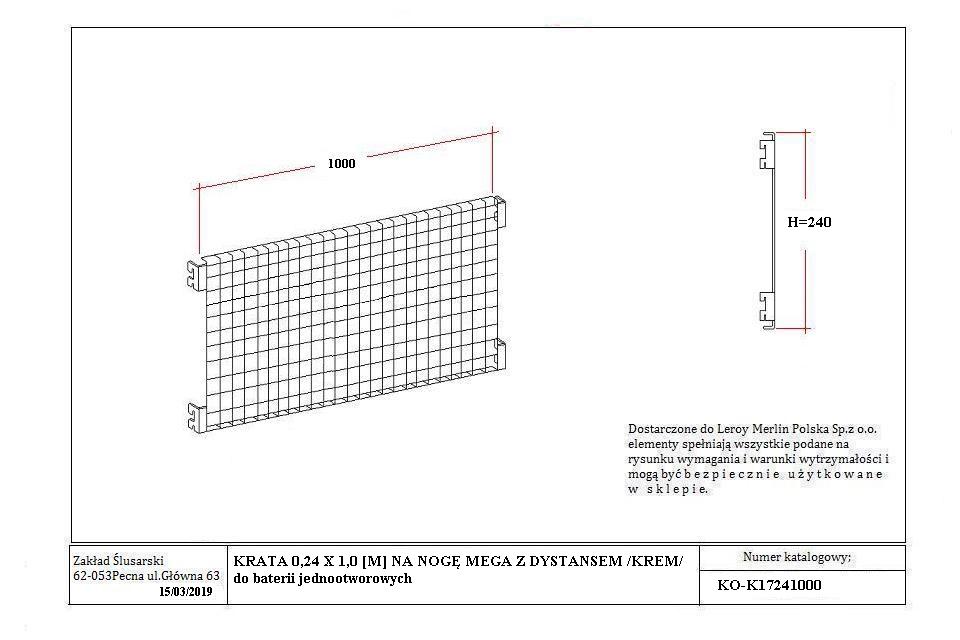 1000
H=240
Dostarczone do Leroy Merlin Polska Sp.z o.o.
elementy spełniają wszystkie podane na
rysunku wymagania i warunki wytrzymałości i
mogą być b e z p i e c z n i e u ż y t k o w a n e
w s k l e p i e.
Zakład Ślusarski
62-053Pecna ul.Główna 63
15/03/2019
KRATA 0,24 X 1,0 [M] NA NOGĘ MEGA Z DYSTANSEM /KREM/
do baterii jednootworowych
Numer katalogowy;
KO-K17241000